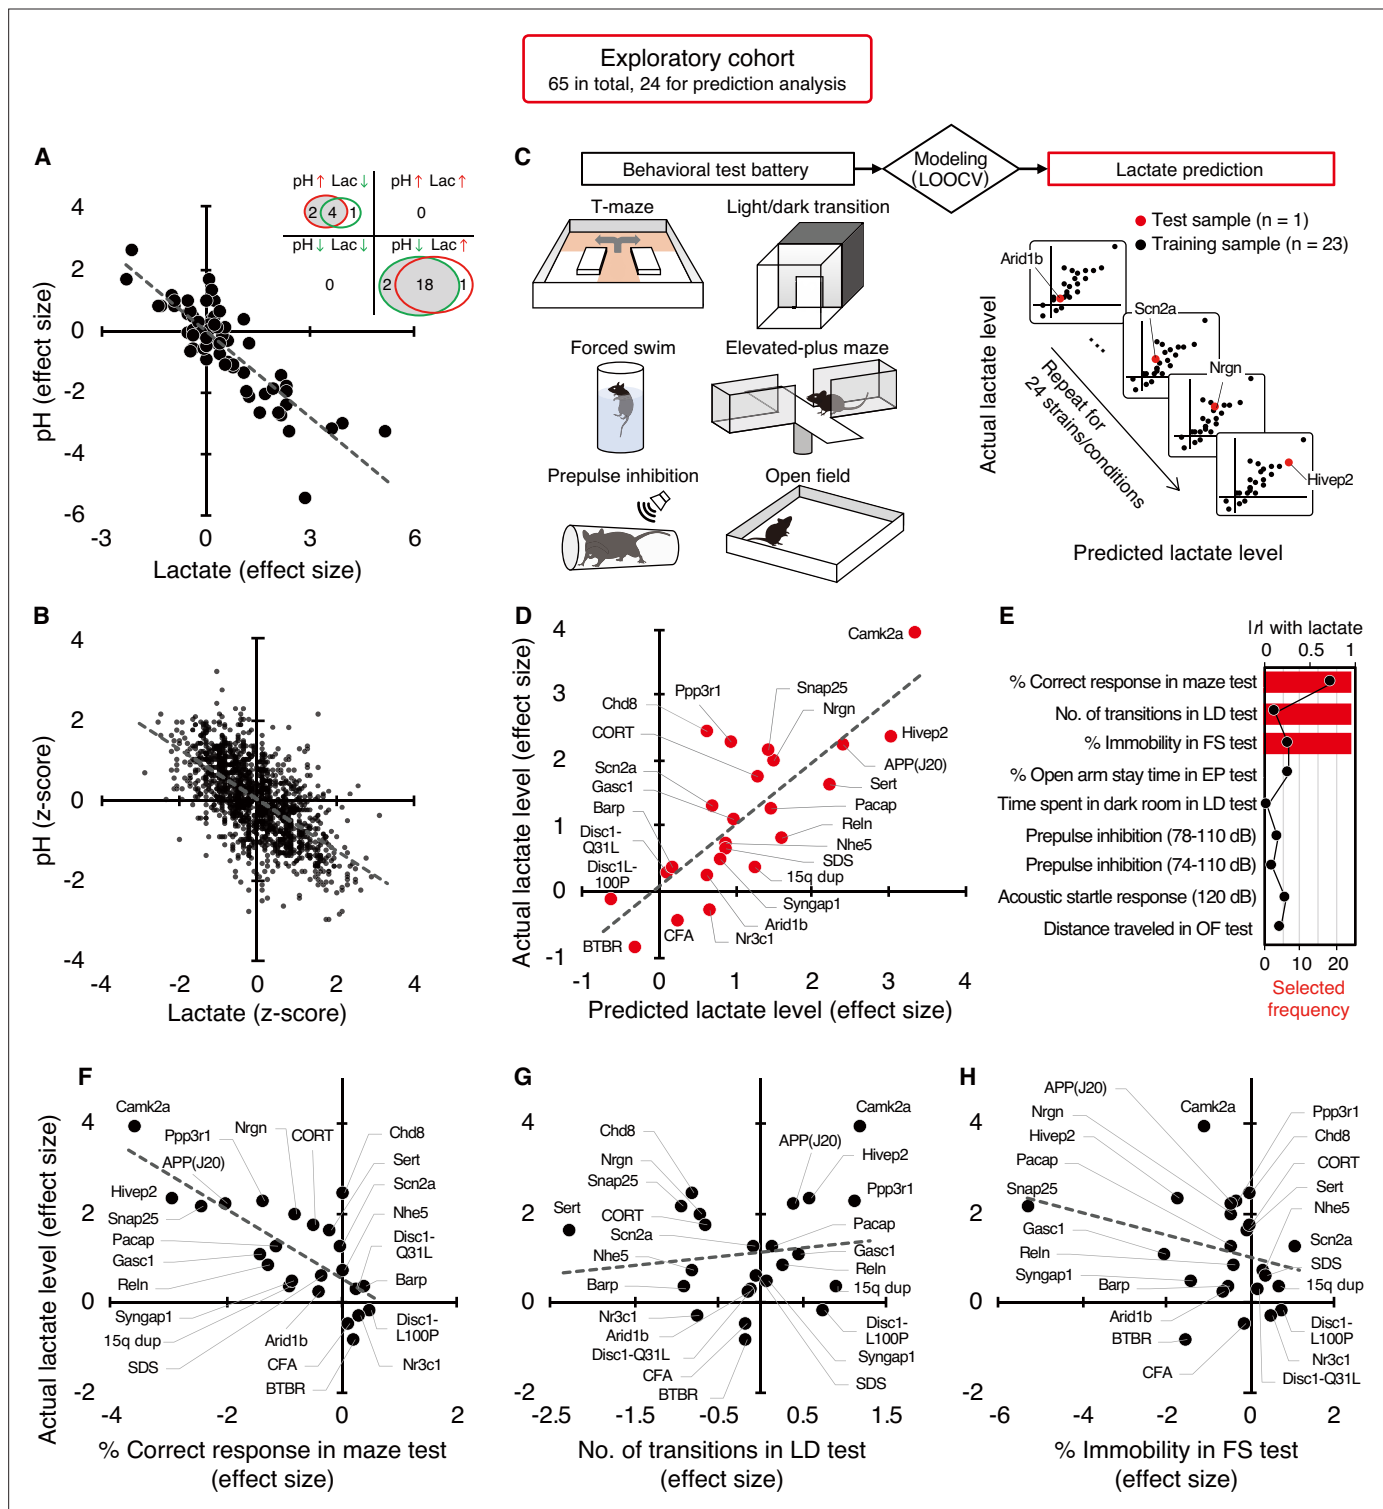 Exploratory cohort
65 in total, 24 for prediction analysis
A
pH↑ Lac↓
pH↑ Lac↑
2 4 1
0
pH↓ Lac↓
pH↓ Lac↑
0
2 18 1
4
2
0
-2
-4
-6
-3 0 3 6
pH (effect size)
Lactate (effect size)
B
4
2
0
-2
-4
-4 -2 0 2 4
pH (z-score)
Lactate (z-score)
C
Behavioral test battery
Modeling
(LOOCV)
Lactate prediction
T-maze
Light/dark transition
Forced swim
Elevated-plus maze
Prepulse inhibition
Open field
Test sample (n = 1)
Training sample (n = 23)
Arid1b
Scn2a
Nrgn
Hivep2
Repeat for
24 strains/conditions
Actual lactate level
Predicted lactate level
D
4
3
2
1
0
-1
-1 0 1 2 3 4
Actual lactate level (effect size)
Predicted lactate level (effect size)
Camk2a
Ppp3r1
Snap25
Chd8
Nrgn
CORT
Hivep2
APP(J20)
Scn2a
Sert
Gasc1
Pacap
Barp
Reln
Disc1-
Q31L
Nhe5
SDS
Disc1L-
100P
15q dup
Syngap1
Arid1b
Nr3c1
CFA
BTBR
E
|r| with lactate
0 0.5 1
% Correct response in maze test
No. of transitions in LD test
% Immobility in FS test
% Open arm stay time in EP test
Time spent in dark room in LD test
Prepulse inhibition (78-110 dB)
Prepulse inhibition (74-110 dB)
Acoustic startle response (120 dB)
Distance traveled in OF test
0 10 20
Selected
frequency
F
4
2
0
-2
-4 -2 0 2
Actual lactate level (effect size)
% Correct response in maze test
(effect size)
Camk2a
Ppp3r1
Nrgn
CORT
Chd8
APP(J20)
Sert
Hivep2
Scn2a
Snap25
Nhe5
Pacap
Disc1-
Q31L
Gasc1
Reln
Barp
Syngap1
15q dup
Arid1b
Disc1-
L100P
SDS
CFA
Nr3c1
BTBR
G
4
2
0
-2
-2.5 -1.5 -0.5 0.5 1.5
No. of transitions in LD test
(effect size)
Camk2a
Chd8
APP(J20)
Nrgn
Hivep2
Snap25
Ppp3r1
Sert
CORT
Pacap
Scn2a
Gasc1
Nhe5
Reln
Barp
15q dup
Nr3c1
Arid1b
Disc1-
L100P
Disc1-Q31L
Syngap1
CFA
SDS
BTBR
H
4
2
0
-2
-6 -4 -2 0 2
% Immobility in FS test
(effect size)
APP(J20)
Camk2a
Ppp3r1
Nrgn
Chd8
Hivep2
CORT
Pacap
Sert
Snap25
Nhe5
Gasc1
Scn2a
Reln
SDS
Syngap1
Barp
15q dup
Arid1b
Disc1-
L100P
BTBR
Nr3c1
CFA
Disc1-Q31L